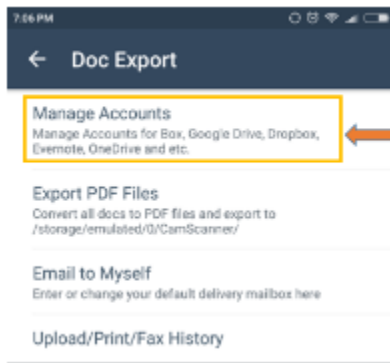 7:06 PM
Doc Export
Manage Accounts
Manage Accounts for Box, Google Drive, Dropbox,
Evernote, OneDrive and etc.
Export PDF Files
Convert all docs to PDF files and export to
/storage/emulated/0/CamScanner/
Email to Myself
Enter or change your default delivery mailbox here
Upload/Print/Fax History